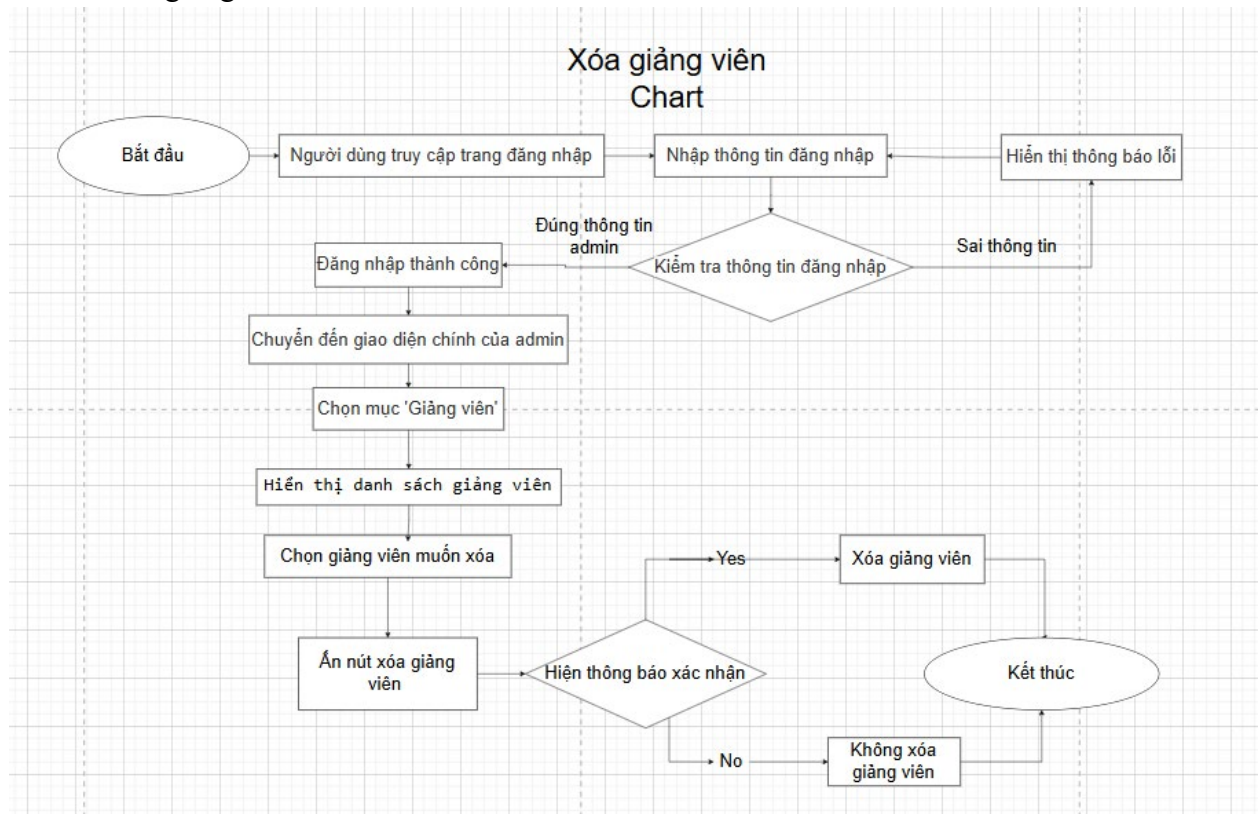 Xóa giảng viên
Chart
Bắt đầu
Người dùng truy cập trang đăng nhập
Nhập thông tin đăng nhập
Hiển thị thông báo lỗi
Đúng thông tin
admin
Sai thông tin
Đăng nhập thành công
Kiểm tra thông tin đăng nhập
Chuyển đến giao diện chính của admin
Chọn mục 'Giảng viên'
Hiển thị danh sách giảng viên
Chọn giảng viên muốn xóa
Yes
Xóa giảng viên
Ấn nút xóa giảng
viên
Hiện thông báo xác nhận
Kết thúc
No
Không xóa
giảng viên